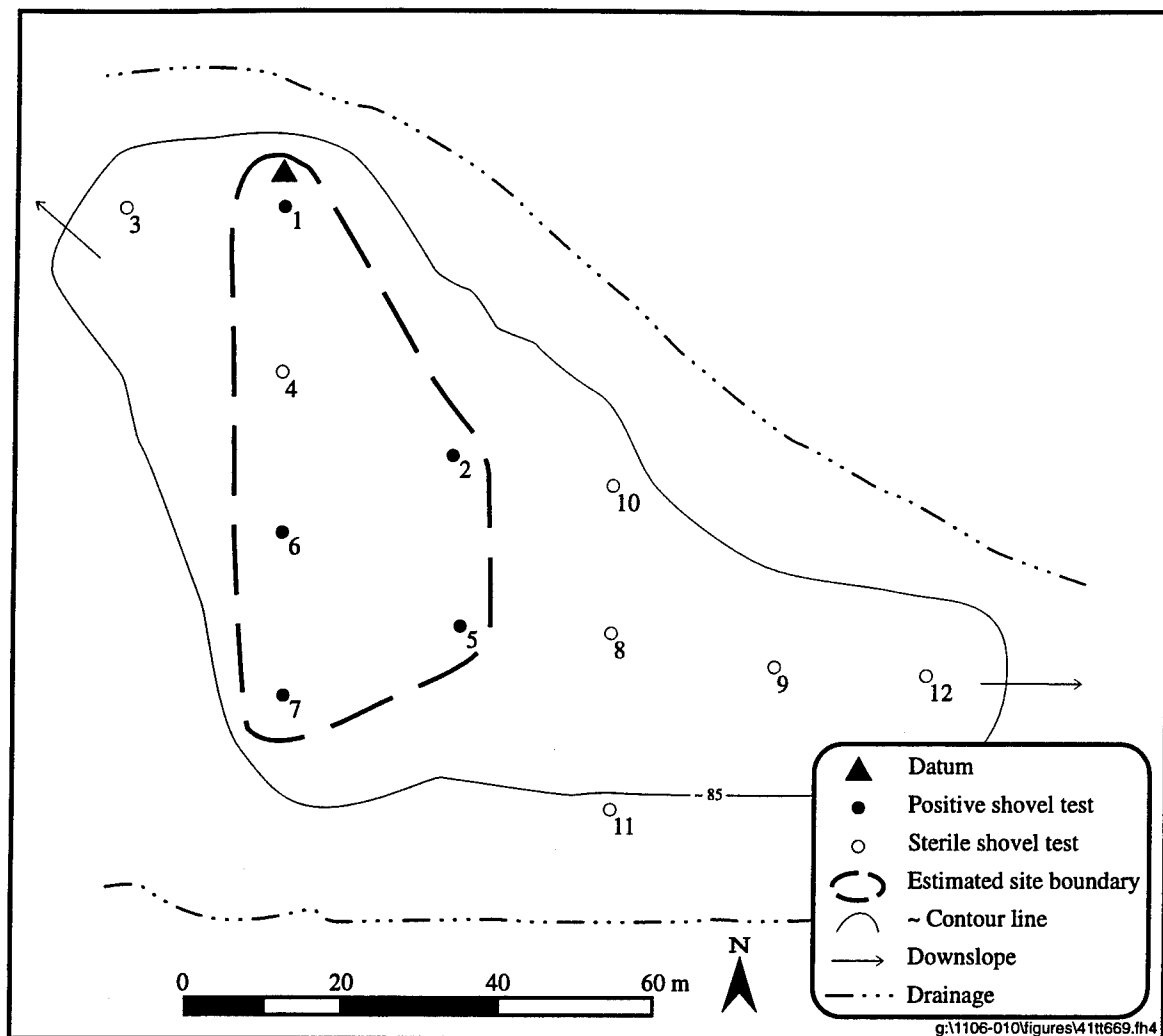 3
1
4
2
10
6
5
8
9
12
7
~ 85
11
Datum
Positive shovel test
Sterile shovel test
Estimated site boundary
~ Contour line
Downslope
Drainage
N
0 20 40 60 m
g:\1106-010\figures\41tt669.fh4